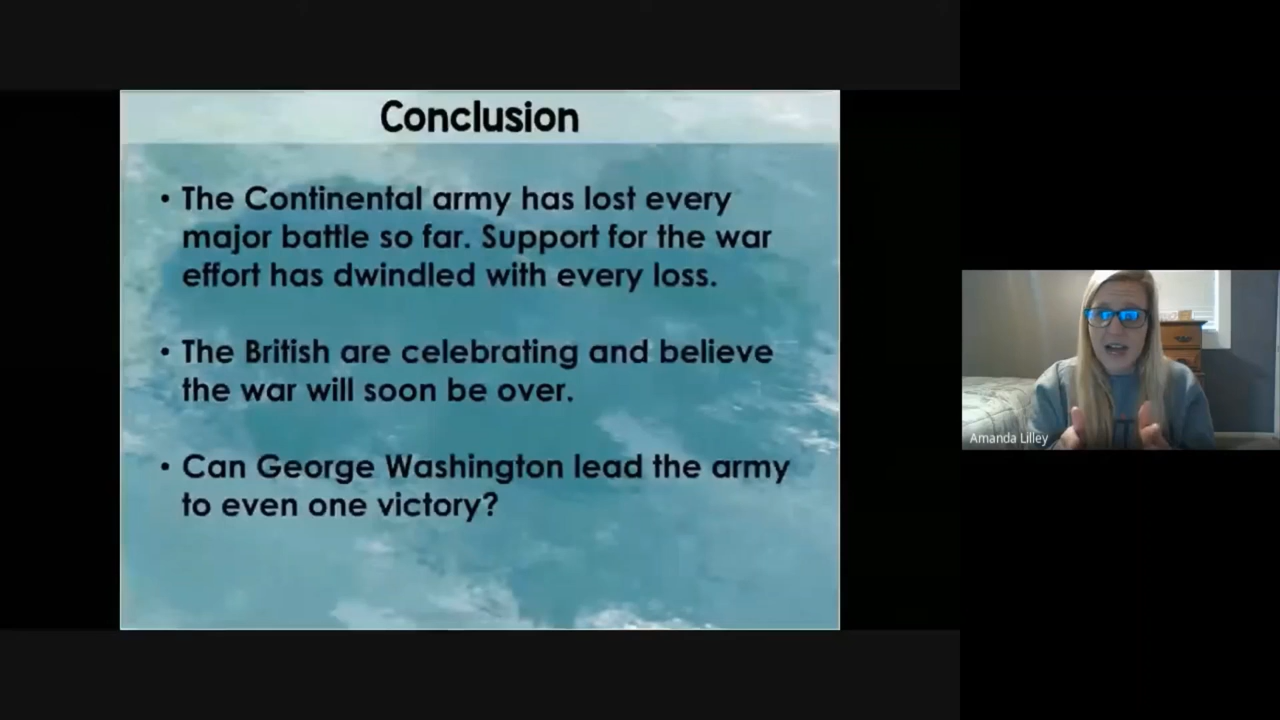 Conclusion
• The Continental army has lost every
major battle so far. Support for the war
effort has dwindled with every loss.
• The British are celebrating and believe
the war will soon be over.
• Can George Washington lead the army
to even one victory?
Amanda Lilley